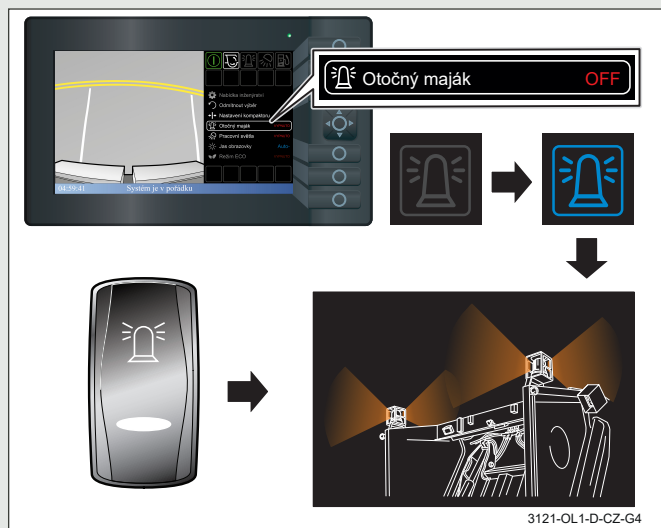 Otočný maják OFF
Nabídka inženýrství
Odmítnout výběr
Nastavení kompaktoru
Otočný maják
Pracovní světla
Jas obrazovky Auto
Režim ECO
04:59:41 Systém je v pořádku
3121-OL1-D-CZ-G4